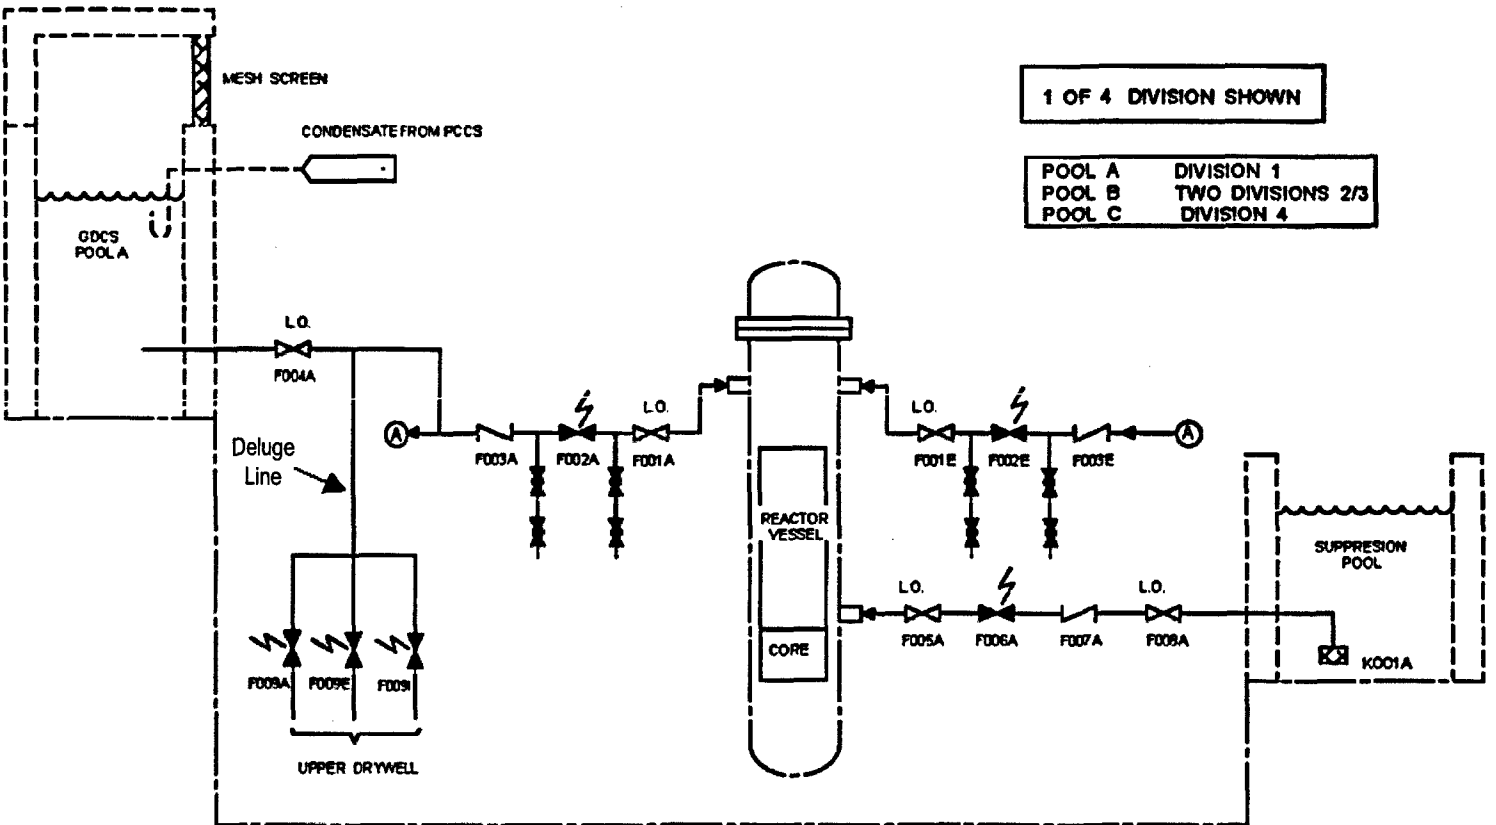 MESH SCREEN
1 OF 4 DIVISION SHOWN
CONDENSATE FROM PCCS
POOL A DIVISION 1
POOL B TWO DIVISIONS 2/3
POOL C DIVISION 4
GDCS
POOL A
L.O.
F004A
L.O.
L.O.
A
F003A
F002A
F001A
F001E
F002E
F003E
A
Deluge
Line
REACTOR
VESSEL
SUPPRESION
POOL
L.O.
L.O.
F005A
F006A
F007A
F008A
CORE
K001A
F009A
F009E
F009I
UPPER DRYWELL